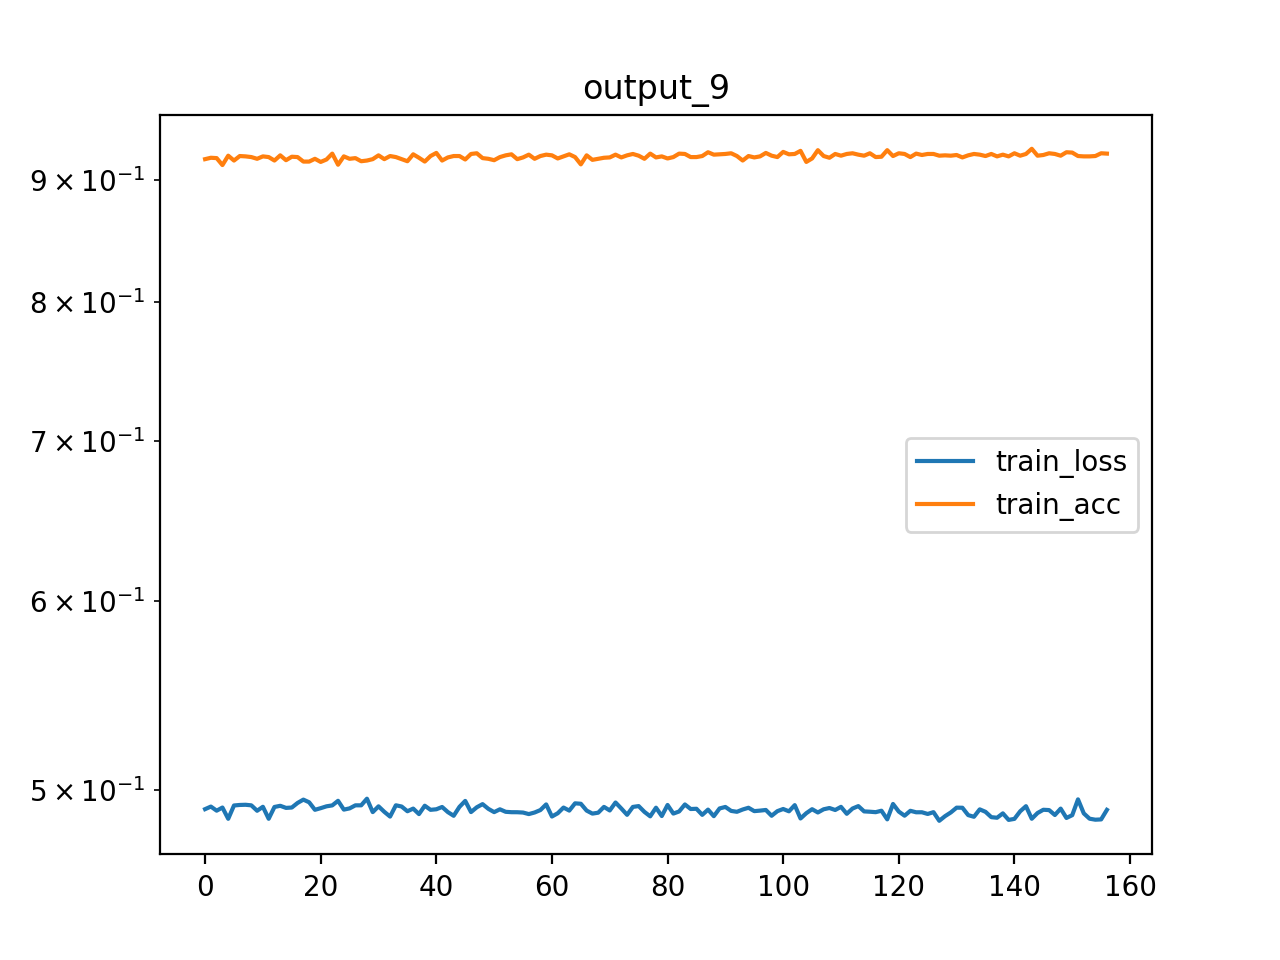 output_9
9 × 10⁻¹
8 × 10⁻¹
7 × 10⁻¹
6 × 10⁻¹
5 × 10⁻¹
train_loss
train_acc
0 20 40 60 80 100 120 140 160